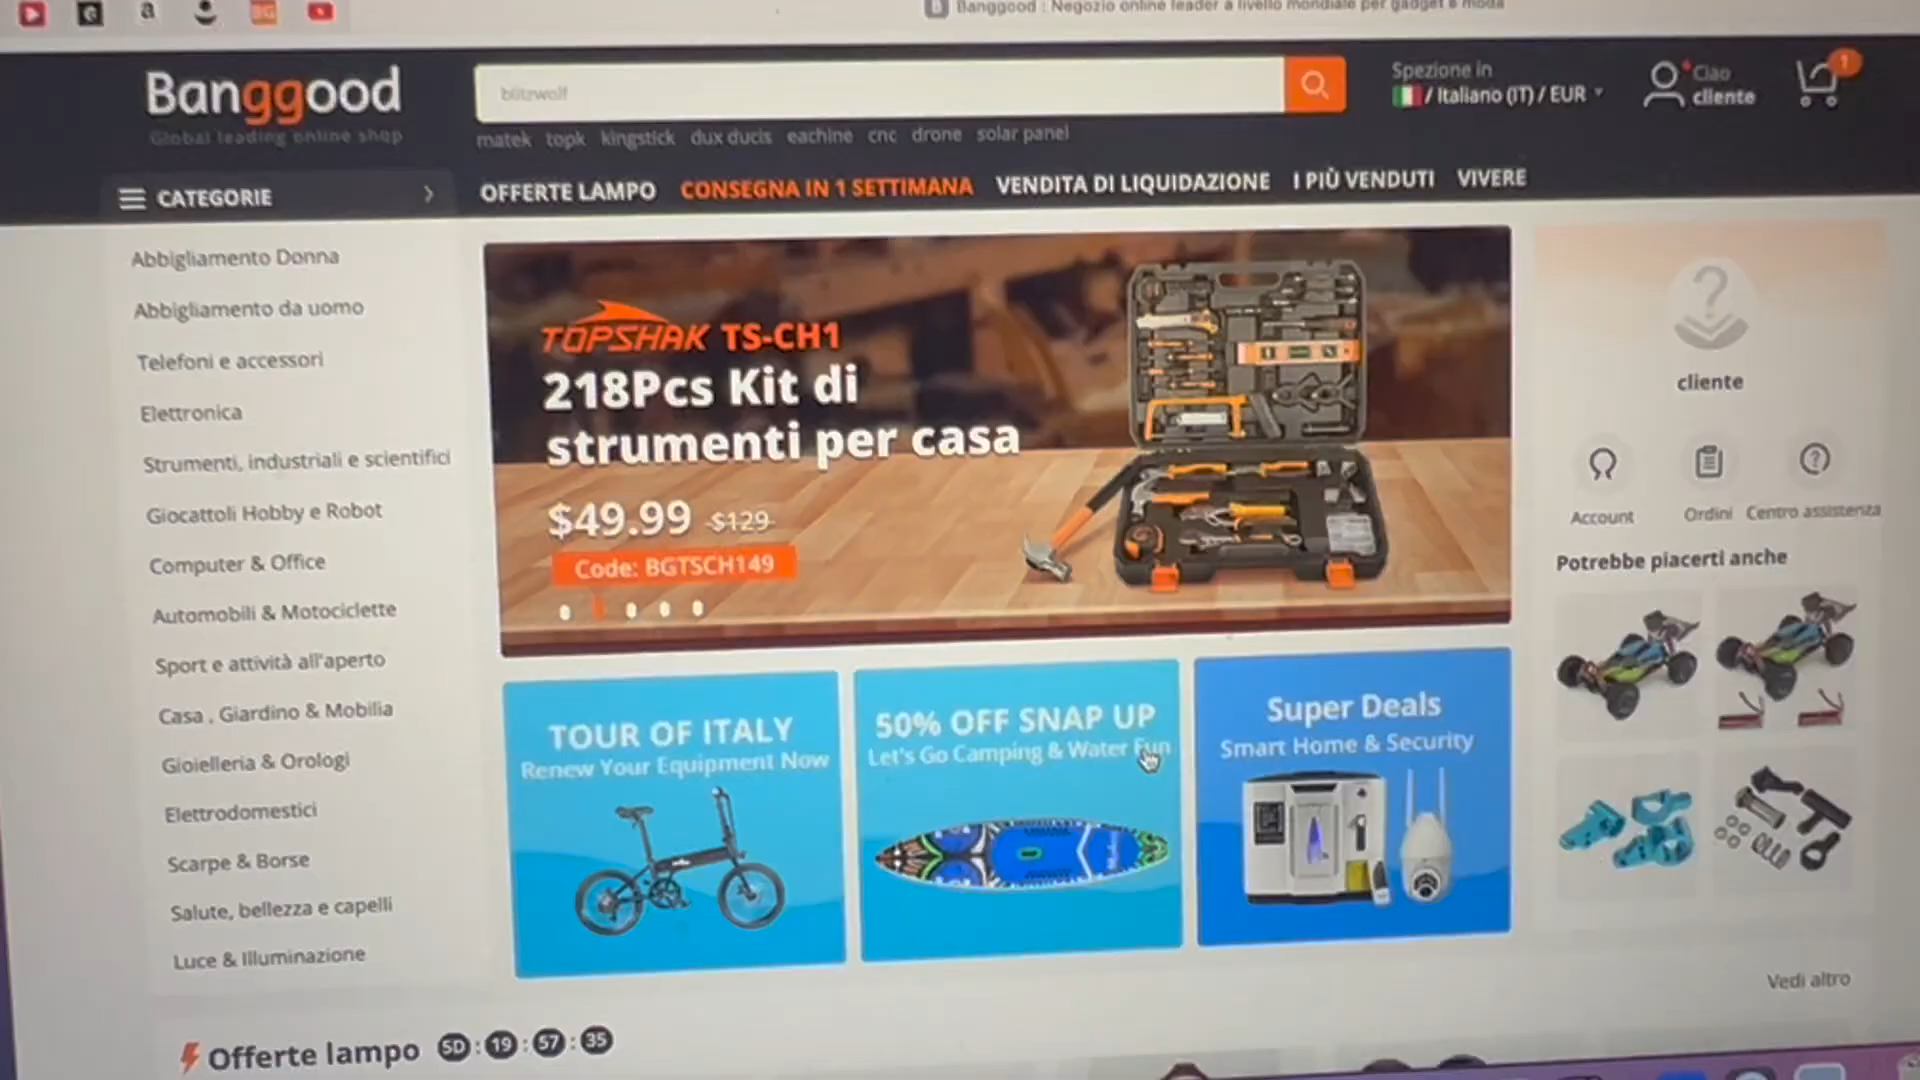 Banggood : Negozio online leader a livello mondiale per gadget e moda
Banggood
Global leading online shop
blitzwolf
Spezione in
/ Italiano (IT) / EUR
Ciao
cliente
1
matek topk kingstick dux ducis eachine cnc drone solar panel
CATEGORIE
OFFERTE LAMPO CONSEGNA IN 1 SETTIMANA VENDITA DI LIQUIDAZIONE I PIÙ VENDUTI VIVERE
Abbigliamento Donna
Abbigliamento da uomo
Telefoni e accessori
Elettronica
Strumenti, industriali e scientifici
Giocattoli Hobby e Robot
Computer & Office
Automobili & Motociclette
Sport e attività all'aperto
Casa , Giardino & Mobilia
Gioielleria & Orologi
Elettrodomestici
Scarpe & Borse
Salute, bellezza e capelli
Luce & Illuminazione
TOPSHAK TS-CH1
218Pcs Kit di
strumenti per casa
$49.99 $129
Code: BGTSCH149
TOUR OF ITALY
Renew Your Equipment Now
50% OFF SNAP UP
Let's Go Camping & Water Fun
Super Deals
Smart Home & Security
cliente
Account Ordini Centro assistenza
Potrebbe piacerti anche
Vedi altro
Offerte lampo 5D : 19 : 57 : 35